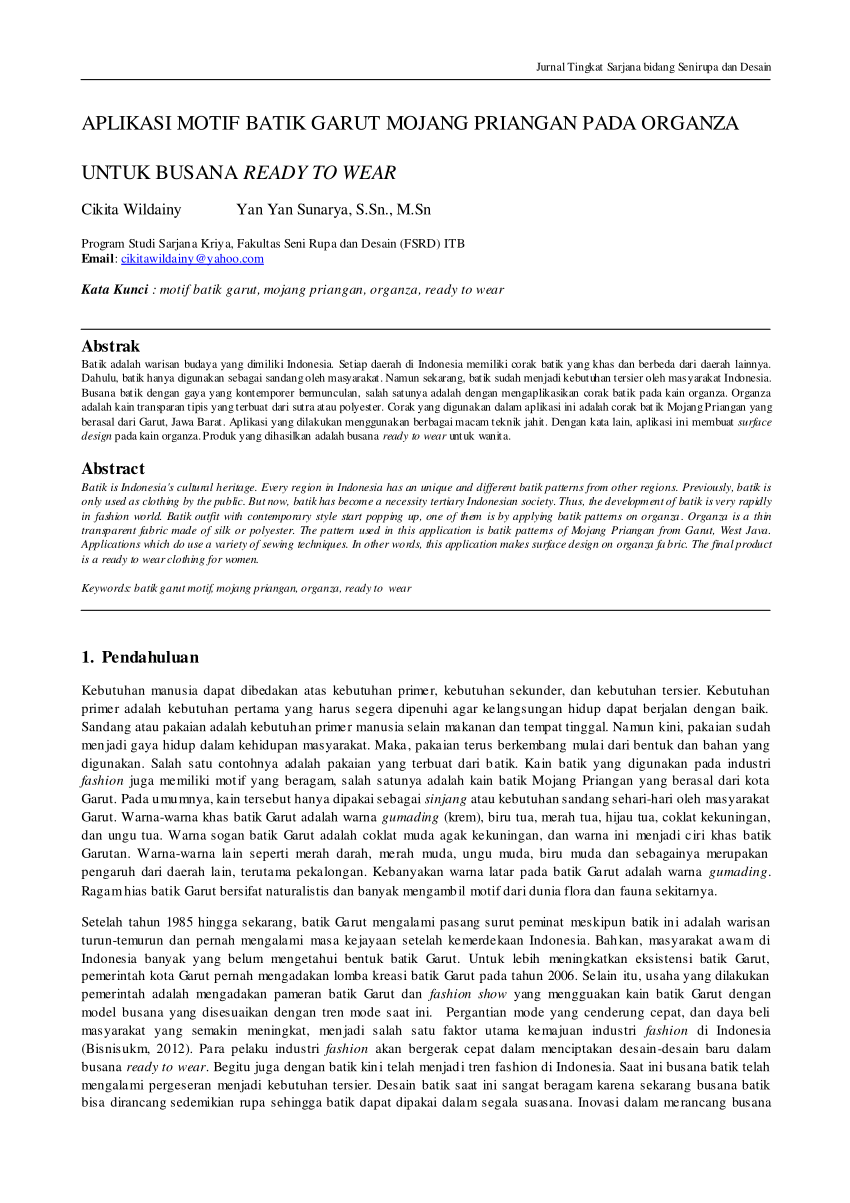 Jurnal Tingkat Sarjana bidang Senirupa dan Desain
APLIKASI MOTIF BATIK GARUT MOJANG PRIANGAN PADA ORGANZA
UNTUK BUSANA READY TO WEAR
Cikita Wildainy Yan Yan Sunarya, S.Sn., M.Sn
Program Studi Sarjana Kriya, Fakultas Seni Rupa dan Desain (FSRD) ITB
Email: cikitawildainy@yahoo.com
Kata Kunci : motif batik garut, mojang priangan, organza, ready to wear
Abstrak
Batik adalah warisan budaya yang dimiliki Indonesia. Setiap daerah di Indonesia memiliki corak batik yang khas dan berbeda dari daerah lainnya.
Dahulu, batik hanya digunakan sebagai sandang oleh masyarakat. Namun sekarang, batik sudah menjadi kebutuhan tersier oleh masyarakat Indonesia.
Busana batik dengan gaya yang kontemporer bermunculan, salah satunya adalah dengan mengaplikasikan corak batik pada kain organza. Organza
adalah kain transparan tipis yang terbuat dari sutra atau polyester. Corak yang digunakan dalam aplikasi ini adalah corak batik Mojang Priangan yang
berasal dari Garut, Jawa Barat. Aplikasi yang dilakukan menggunakan berbagai macam teknik jahit. Dengan kata lain, aplikasi ini membuat surface
design pada kain organza. Produk yang dihasilkan adalah busana ready to wear untuk wanita.
Abstract
Batik is Indonesia's cultural heritage. Every region in Indonesia has an unique and different batik patterns from other regions. Previously, batik is
only used as clothing by the public. But now, batik has become a necessity tertiary Indonesian society. Thus, the development of batik is very rapidly
in fashion world. Batik outfit with contemporary style start popping up, one of them is by applying batik patterns on organza. Organza is a thin
transparent fabric made of silk or polyester. The pattern used in this application is batik patterns of Mojang Priangan from Garut, West Java.
Applications which do use a variety of sewing techniques. In other words, this application makes surface design on organza fabric. The final product
is a ready to wear clothing for women.
Keywords: batik garut motif, mojang priangan, organza, ready to wear
1. Pendahuluan
Kebutuhan manusia dapat dibedakan atas kebutuhan primer, kebutuhan sekunder, dan kebutuhan tersier. Kebutuhan
primer adalah kebutuhan pertama yang harus segera dipenuhi agar kelangsungan hidup dapat berjalan dengan baik.
Sandang atau pakaian adalah kebutuhan primer manusia selain makanan dan tempat tinggal. Namun kini, pakaian sudah
menjadi gaya hidup dalam kehidupan masyarakat. Maka, pakaian terus berkembang mulai dari bentuk dan bahan yang
digunakan. Salah satu contohnya adalah pakaian yang terbuat dari batik. Kain batik yang digunakan pada industri
fashion juga memiliki motif yang beragam, salah satunya adalah kain batik Mojang Priangan yang berasal dari kota
Garut. Pada umumnya, kain tersebut hanya dipakai sebagai sinjang atau kebutuhan sandang sehari-hari oleh masyarakat
Garut. Warna-warna khas batik Garut adalah warna gumading (krem), biru tua, merah tua, hijau tua, coklat kekuningan,
dan ungu tua. Warna sogan batik Garut adalah coklat muda agak kekuningan, dan warna ini menjadi ciri khas batik
Garutan. Warna-warna lain seperti merah darah, merah muda, ungu muda, biru muda dan sebagainya merupakan
pengaruh dari daerah lain, terutama pekalongan. Kebanyakan warna latar pada batik Garut adalah warna gumading.
Ragam hias batik Garut bersifat naturalistis dan banyak mengambil motif dari dunia flora dan fauna sekitarnya.
Setelah tahun 1985 hingga sekarang, batik Garut mengalami pasang surut peminat meskipun batik ini adalah warisan
turun-temurun dan pernah mengalami masa kejayaan setelah kemerdekaan Indonesia. Bahkan, masyarakat awam di
Indonesia banyak yang belum mengetahui bentuk batik Garut. Untuk lebih meningkatkan eksistensi batik Garut,
pemerintah kota Garut pernah mengadakan lomba kreasi batik Garut pada tahun 2006. Selain itu, usaha yang dilakukan
pemerintah adalah mengadakan pameran batik Garut dan fashion show yang mengguakan kain batik Garut dengan
model busana yang disesuaikan dengan tren mode saat ini. Pergantian mode yang cenderung cepat, dan daya beli
masyarakat yang semakin meningkat, menjadi salah satu faktor utama kemajuan industri fashion di Indonesia
(Bisnisukm, 2012). Para pelaku industri fashion akan bergerak cepat dalam menciptakan desain-desain baru dalam
busana ready to wear. Begitu juga dengan batik kini telah menjadi tren fashion di Indonesia. Saat ini busana batik telah
mengalami pergeseran menjadi kebutuhan tersier. Desain batik saat ini sangat beragam karena sekarang busana batik
bisa dirancang sedemikian rupa sehingga batik dapat dipakai dalam segala suasana. Inovasi dalam merancang busana